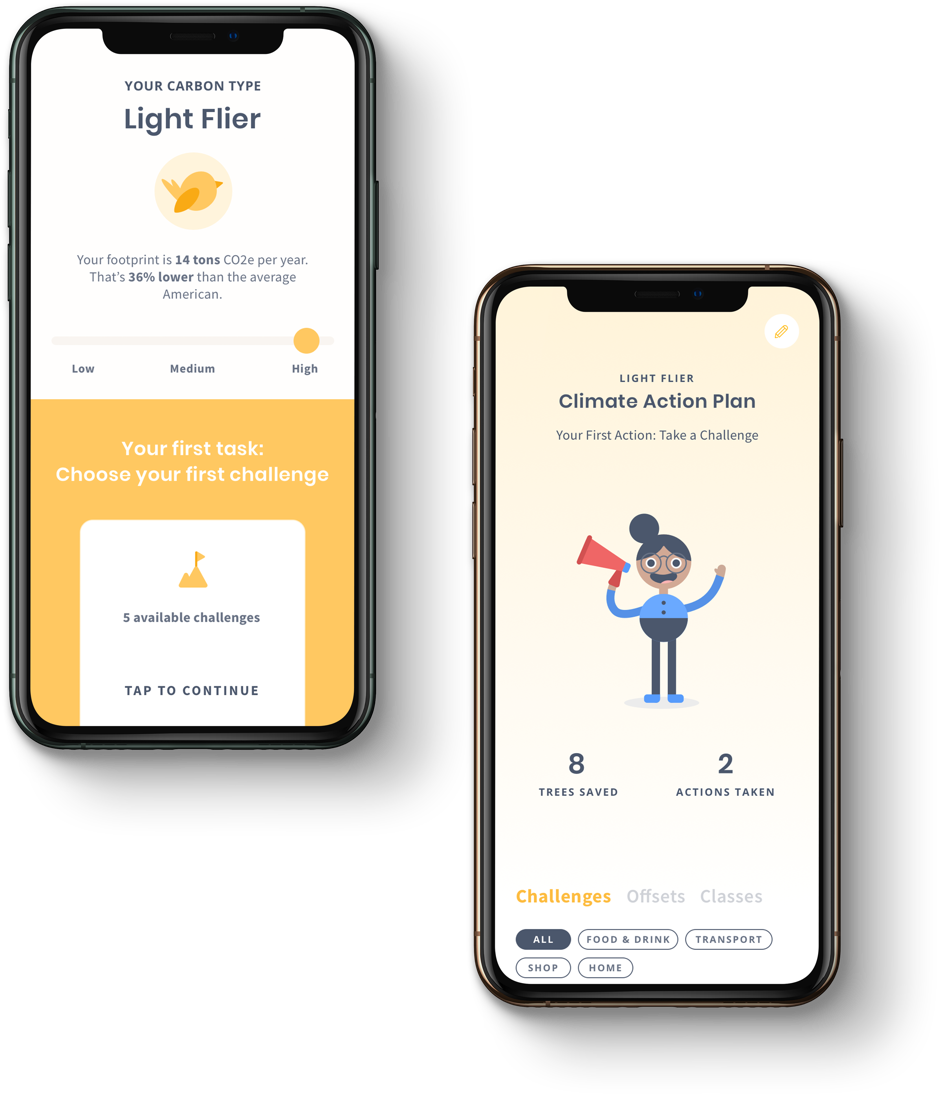 YOUR CARBON TYPE
Light Flier
Your footprint is 14 tons CO2e per year.
That's 36% lower than the average
American.
Low Medium High
Your first task:
Choose your first challenge
5 available challenges
TAP TO CONTINUE
LIGHT FLIER
Climate Action Plan
Your First Action: Take a Challenge
8 2
TREES SAVED ACTIONS TAKEN
Challenges Offsets Classes
ALL FOOD & DRINK TRANSPORT
SHOP HOME